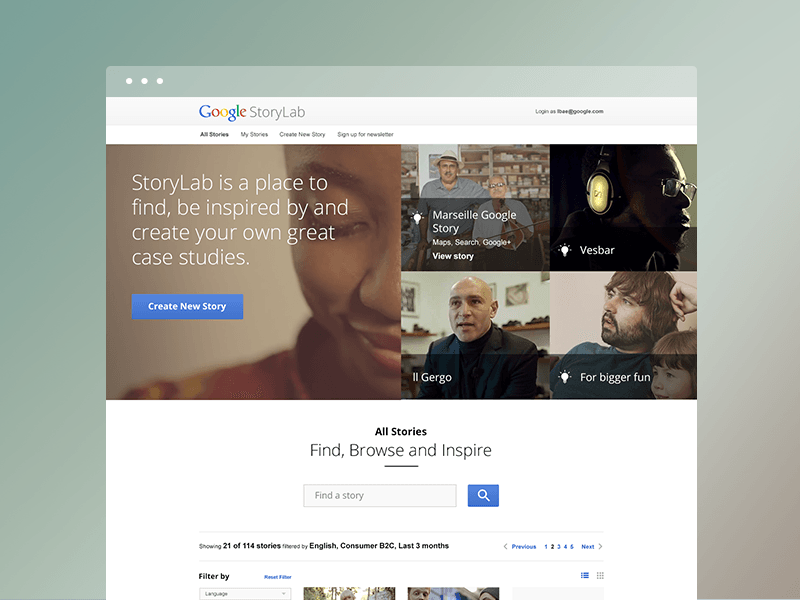 Google StoryLab
Login as lbae@google.com
All Stories My Stories Create New Story Sign up for newsletter
StoryLab is a place to
find, be inspired by and
create your own great
case studies.
Create New Story
Marseille Google
Story
Maps, Search, Google+
View story
Vesbar
Il Gergo
For bigger fun
All Stories
Find, Browse and Inspire
Find a story
Showing 21 of 114 stories filtered by English, Consumer B2C, Last 3 months
Previous 1 2 3 4 5 Next
Filter by Reset Filter
Language